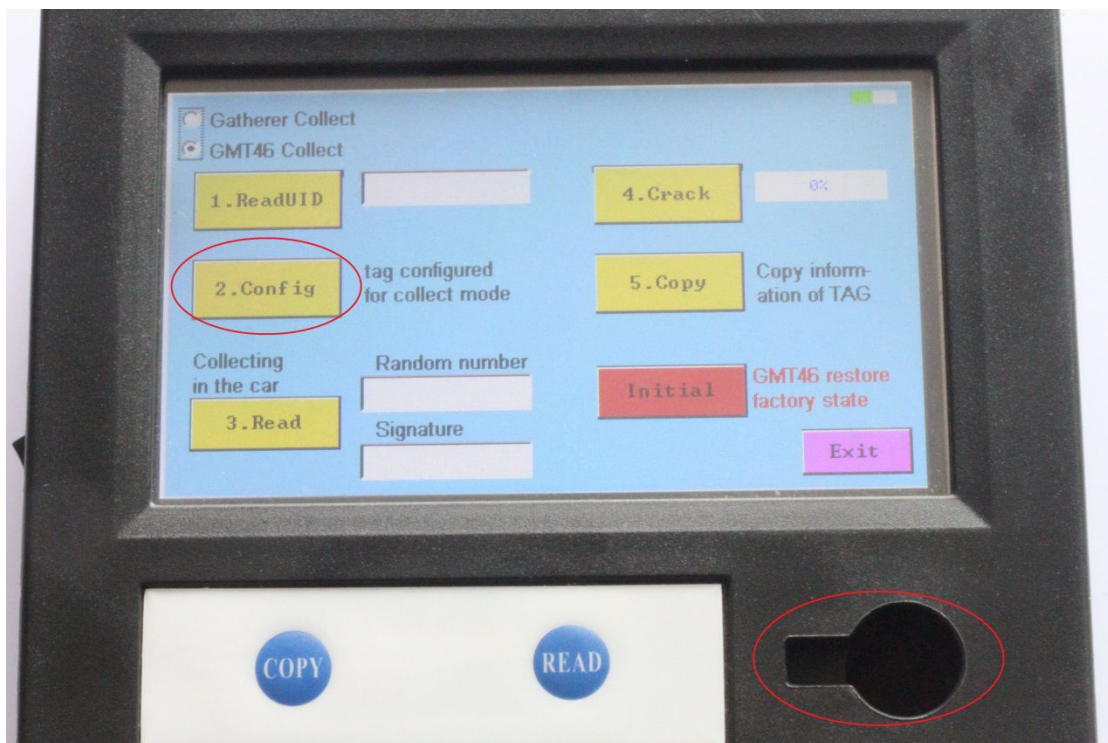 Gatherer Collect
GMT46 Collect
1.ReadUID
4.Crack
0%
2.Config
tag configured
for collect mode
5.Copy
Copy inform-
ation of TAG
Collecting
in the car
3.Read
Random number
Signature
Initial
GMT46 restore
factory state
Exit
COPY
READ